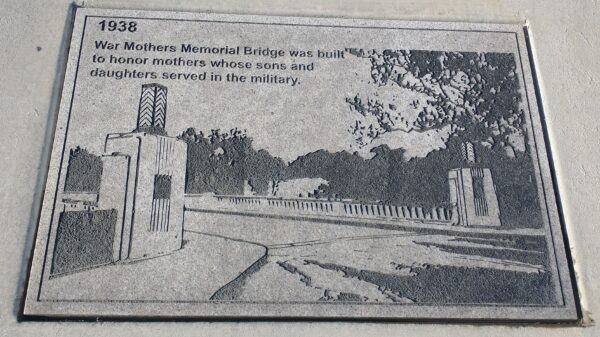 1938
War Mothers Memorial Bridge was built
to honor mothers whose sons and
daughters served in the military.